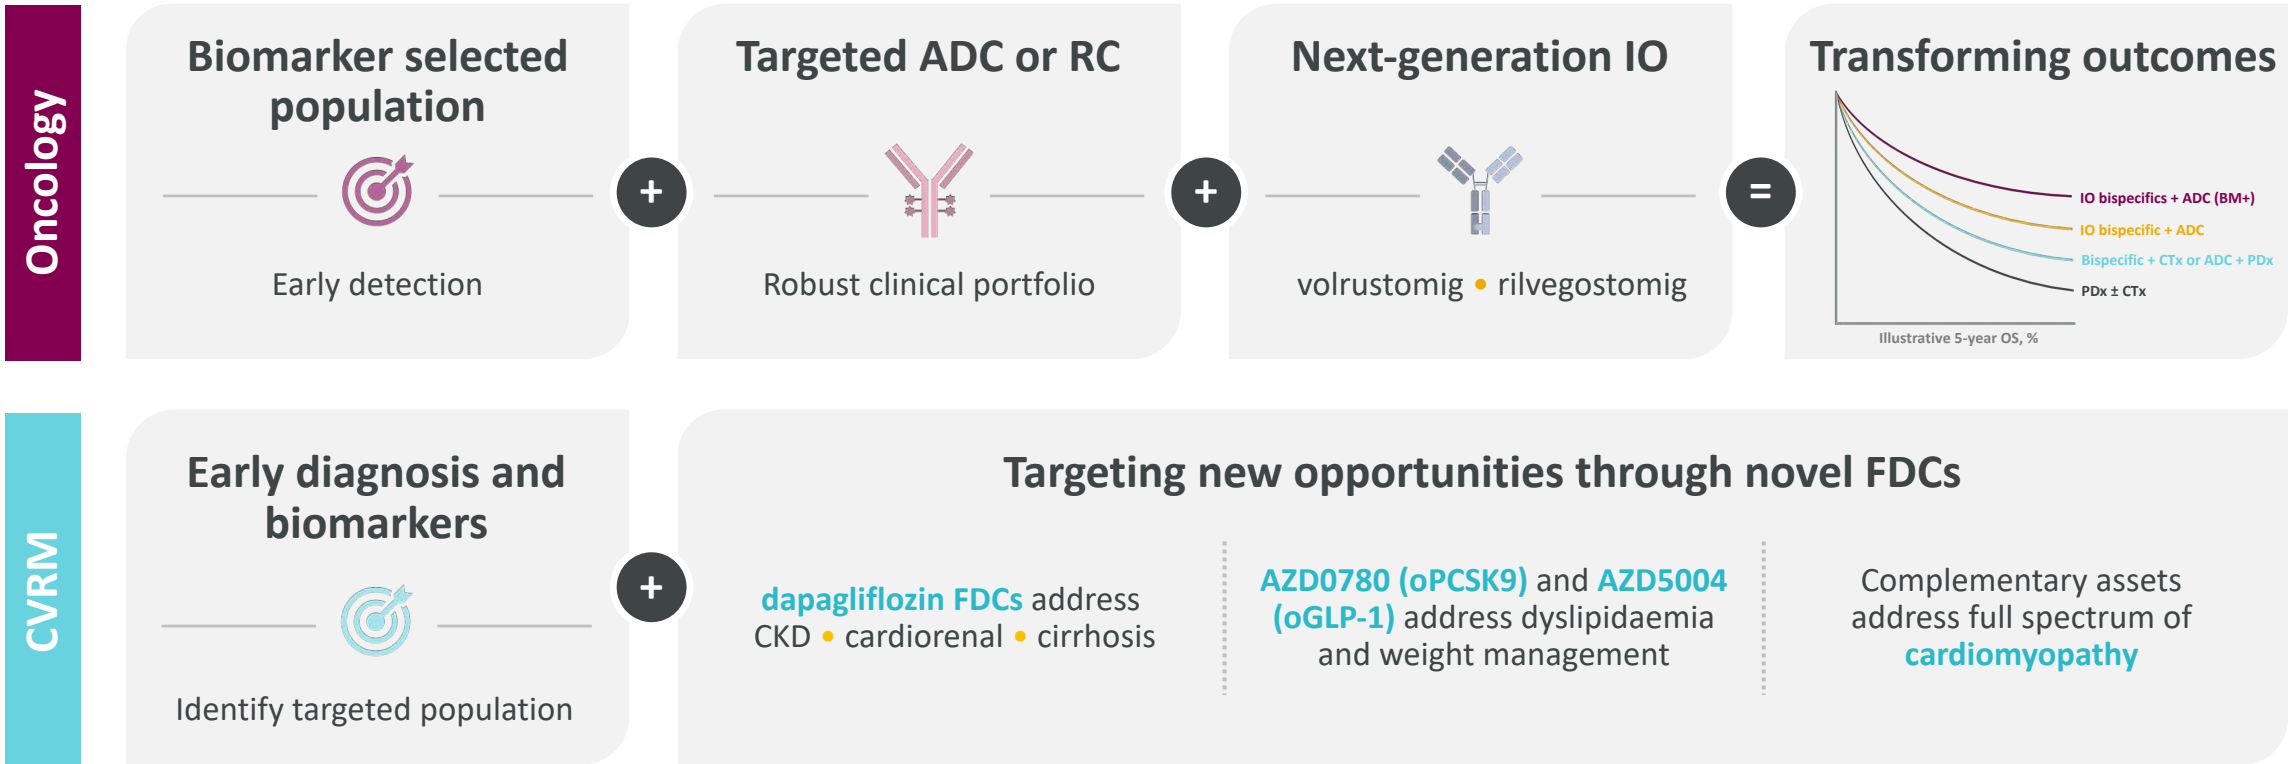 Oncology
Biomarker selected
population
Early detection
+
Targeted ADC or RC
Robust clinical portfolio
+
Next-generation IO
volrustomig • rilvegostomig
=
Transforming outcomes
IO bispecifics + ADC (BM+)
IO bispecific + ADC
Bispecific + CTx or ADC + PDx
PDx ± CTx
Illustrative 5-year OS, %
CVRM
Early diagnosis and
biomarkers
Identify targeted population
+
Targeting new opportunities through novel FDCs
dapagliflozin FDCs address
CKD • cardiorenal • cirrhosis
AZD0780 (oPCSK9) and AZD5004
(oGLP-1) address dyslipidaemia
and weight management
Complementary assets
address full spectrum of
cardiomyopathy